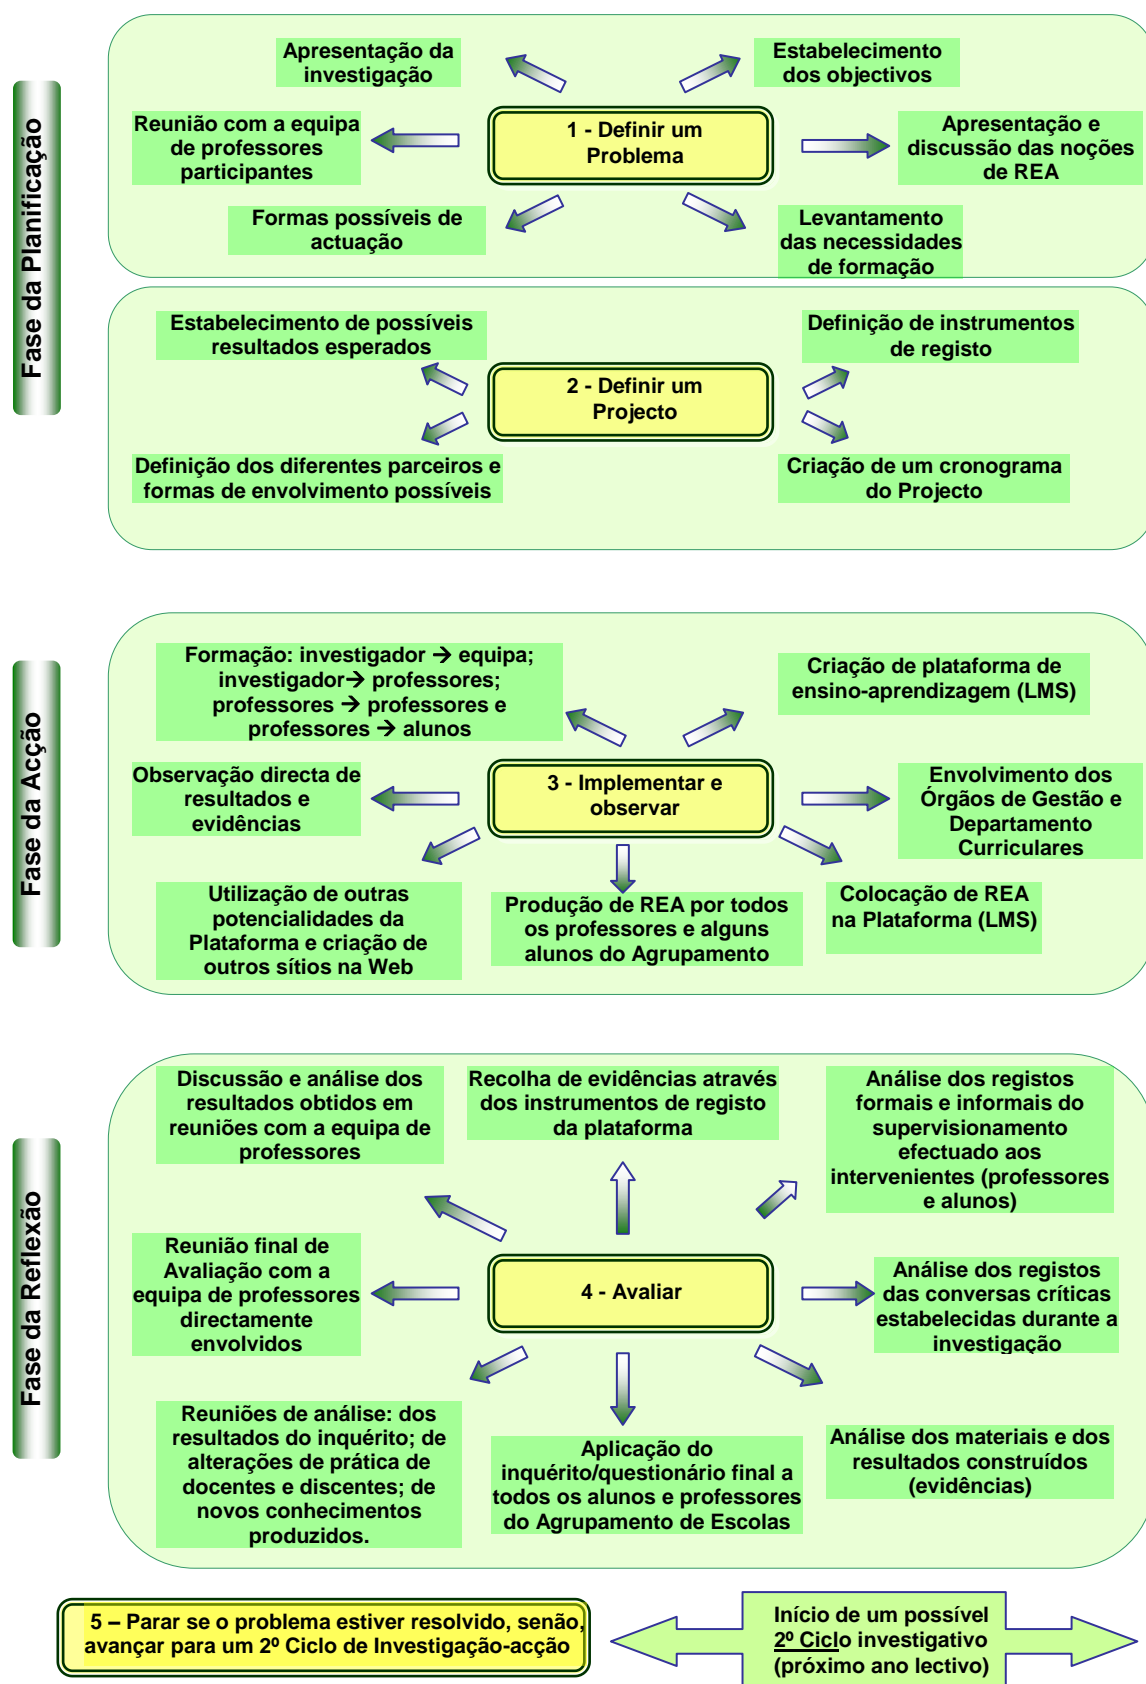 Fase da Planificação
Apresentação da
investigação
Estabelecimento
dos objectivos
Reunião com a equipa
de professores
participantes
1 - Definir um
Problema
Apresentação e
discussão das noções
de REA
Formas possíveis de
actuação
Levantamento
das necessidades
de formação
Estabelecimento de possíveis
resultados esperados
Definição de instrumentos
de registo
2 - Definir um
Projecto
Definição dos diferentes parceiros e
formas de envolvimento possíveis
Criação de um cronograma
do Projecto
Fase da Acção
Formação: investigador → equipa;
investigador→ professores;
professores → professores e
professores → alunos
Criação de plataforma de
ensino-aprendizagem (LMS)
Observação directa de
resultados e
evidências
3 - Implementar e
observar
Envolvimento dos
Órgãos de Gestão e
Departamento
Curriculares
Utilização de outras
potencialidades da
Plataforma e criação de
outros sítios na Web
Produção de REA por todos
os professores e alguns
alunos do Agrupamento
Colocação de REA
na Plataforma (LMS)
Fase da Reflexão
Discussão e análise dos
resultados obtidos em
reuniões com a equipa de
professores
Recolha de evidências através
dos instrumentos de registo
da plataforma
Análise dos registos
formais e informais do
supervisionamento
efectuado aos
intervenientes (professores
e alunos)
Reunião final de
Avaliação com a
equipa de professores
directamente
envolvidos
4 - Avaliar
Análise dos registos
das conversas críticas
estabelecidas durante a
investigação
Reuniões de análise: dos
resultados do inquérito; de
alterações de prática de
docentes e discentes; de
novos conhecimentos
produzidos.
Aplicação do
inquérito/questionário final a
todos os alunos e professores
do Agrupamento de Escolas
Análise dos materiais e dos
resultados construídos
(evidências)
5 – Parar se o problema estiver resolvido, senão,
avançar para um 2º Ciclo de Investigação-acção
Início de um possível
2º Ciclo investigativo
(próximo ano lectivo)